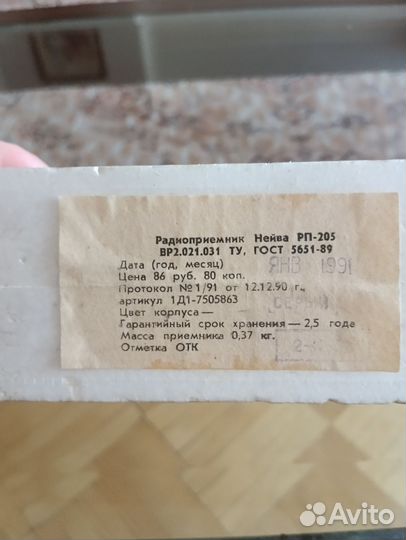 Радиоприемник Нейва РП-205
ВР2.021.031 ТУ, ГОСТ 5651-89
Дата (год, месяц) ЯНВ 1991
Цена 86 руб. 80 коп.
Протокол №1/91 от 12.12.90 г.,
артикул 1Д1-7505863
Цвет корпуса—
Гарантийный срок хранения—2,5 года
Масса приемника 0,37 кг.
Отметка ОТК
Avito